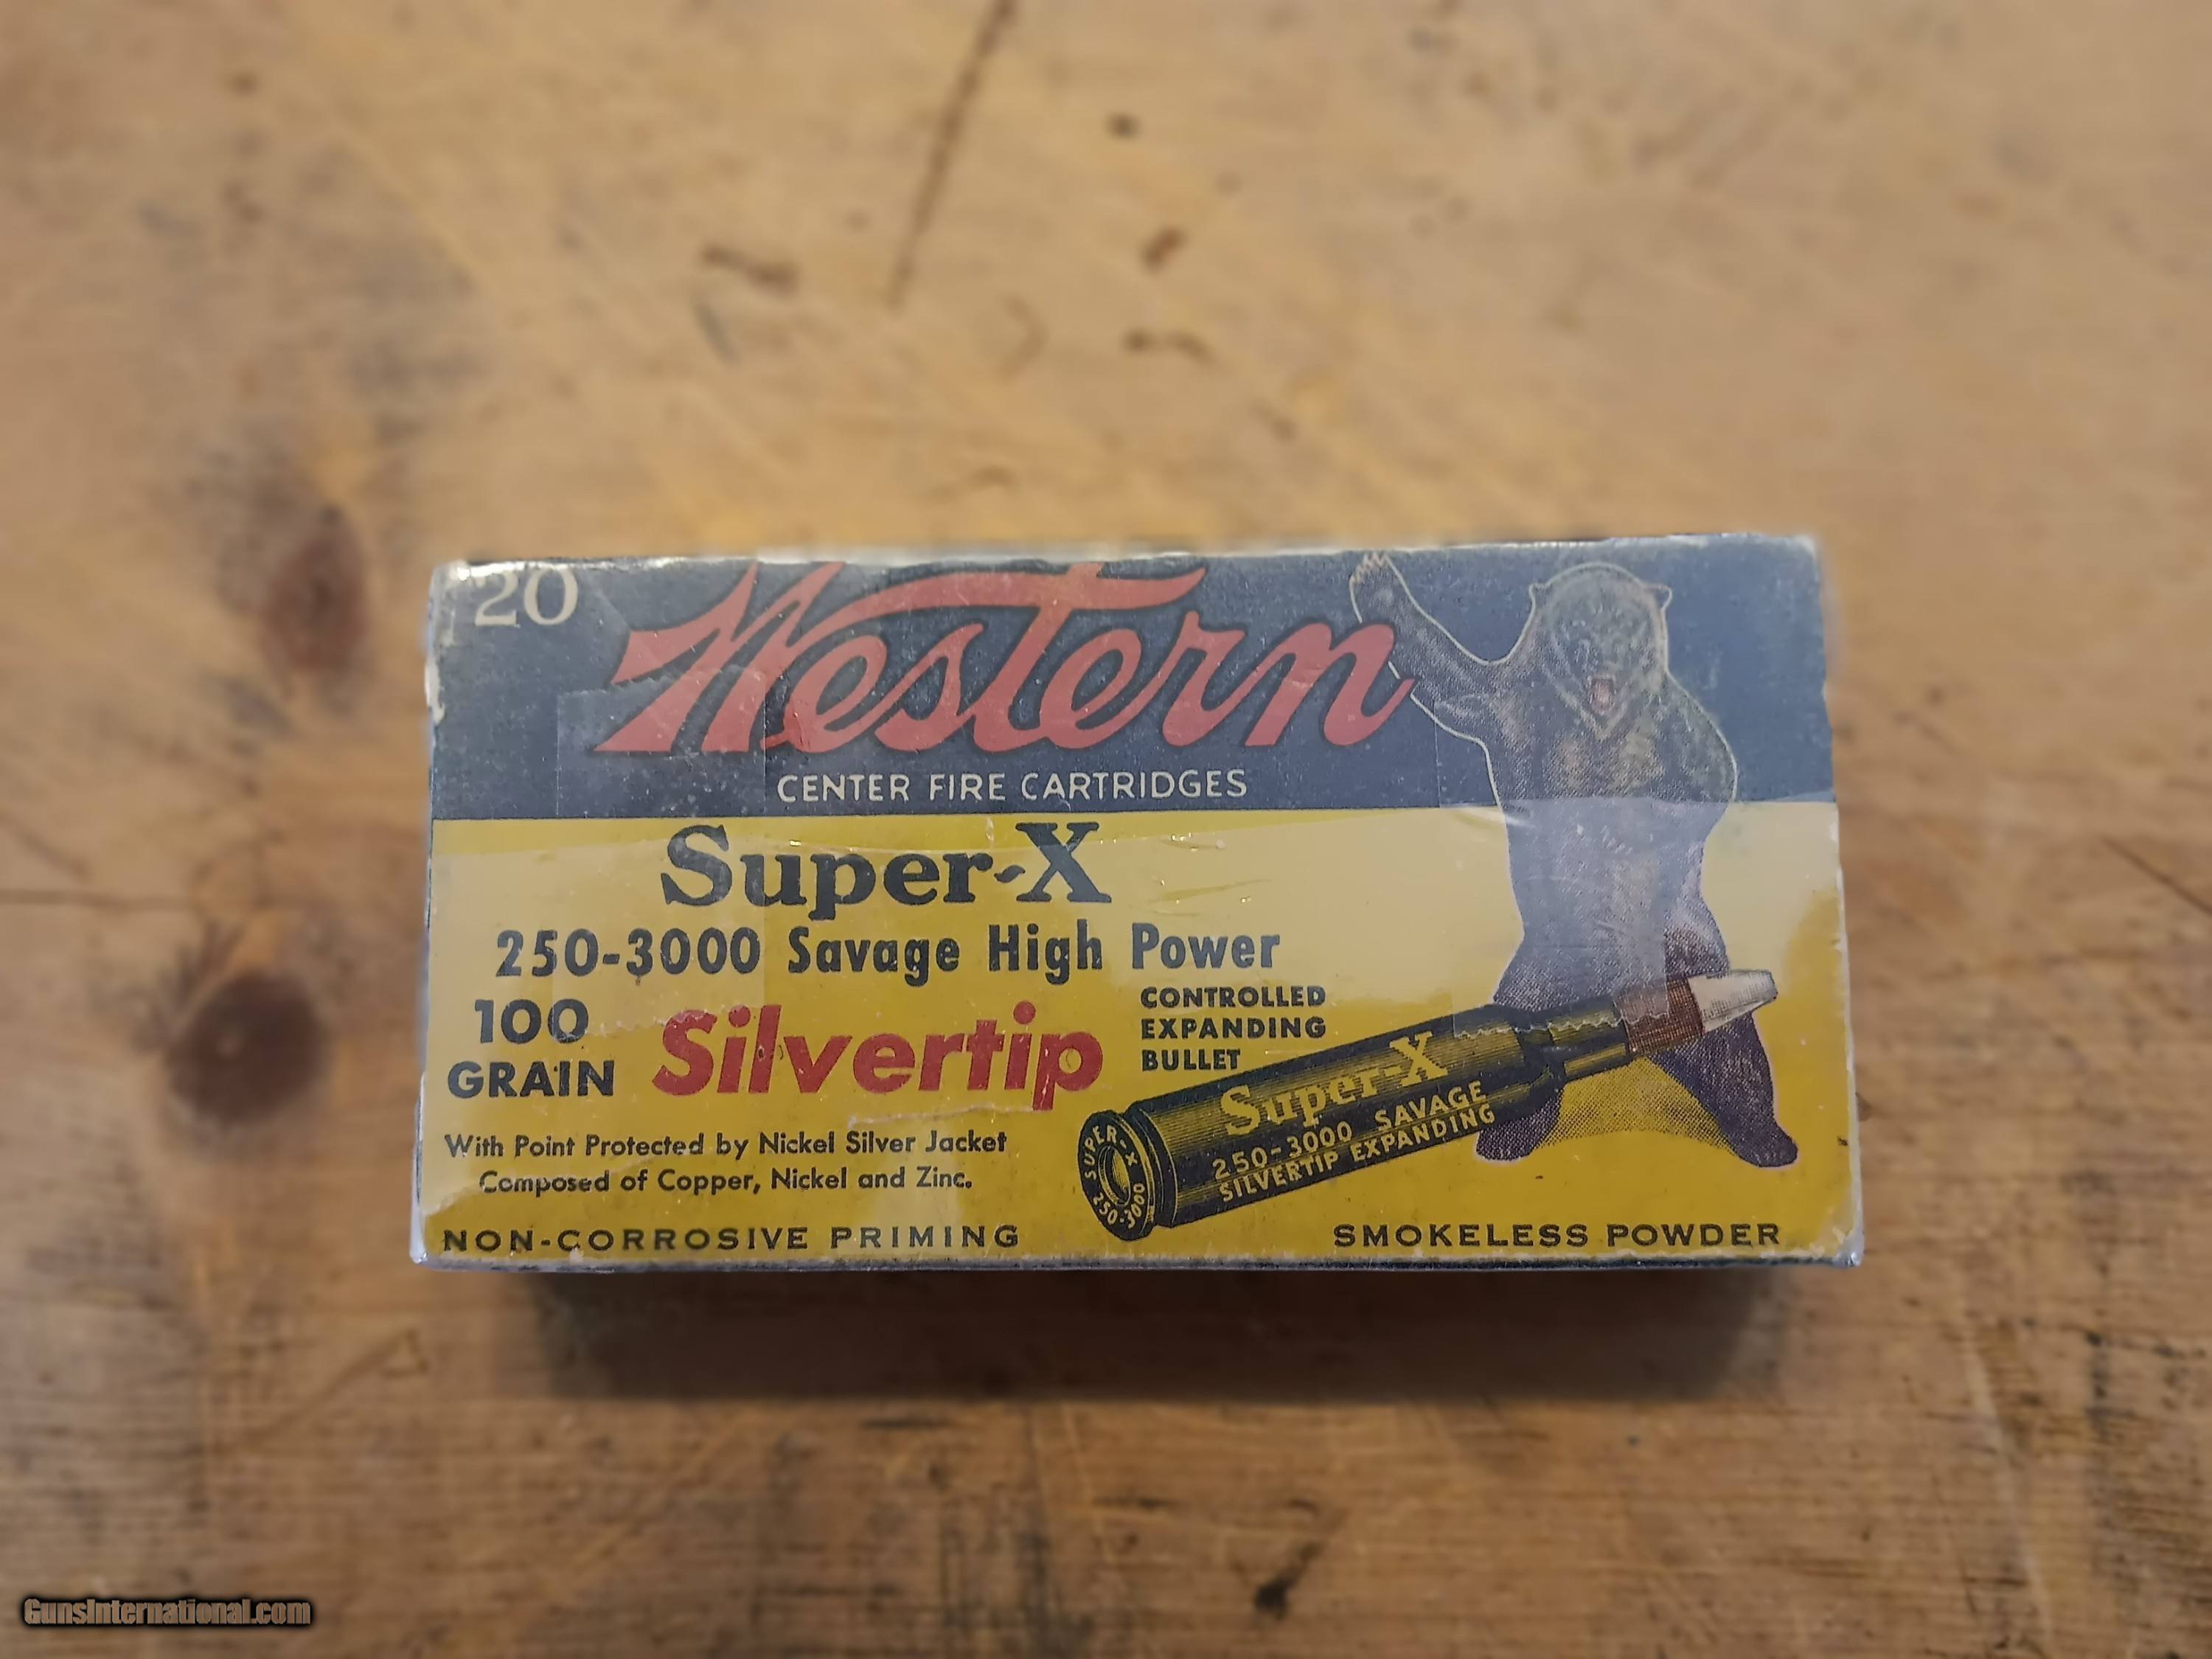 20
Western
CENTER FIRE CARTRIDGES
Super-X
250-3000 Savage High Power
100
GRAIN
Silvertip
CONTROLLED
EXPANDING
BULLET
Super-X
250-3000 SAVAGE
SILVERTIP EXPANDING
SUPER-X
250-3000
With Point Protected by Nickel Silver Jacket
Composed of Copper, Nickel and Zinc.
NON-CORROSIVE PRIMING
SMOKELESS POWDER
GunsInternational.com